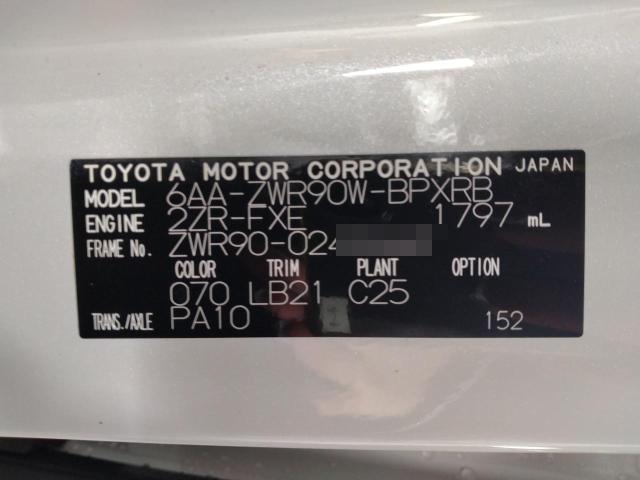 TOYOTA MOTOR CORPORATION JAPAN
MODEL 6AA-ZWR90W-BPXRB
ENGINE 2ZR-FXE 1797 mL
FRAME No. ZWR90-024
COLOR TRIM PLANT OPTION
070 LB21 C25
TRANS./AXLE PA10 152